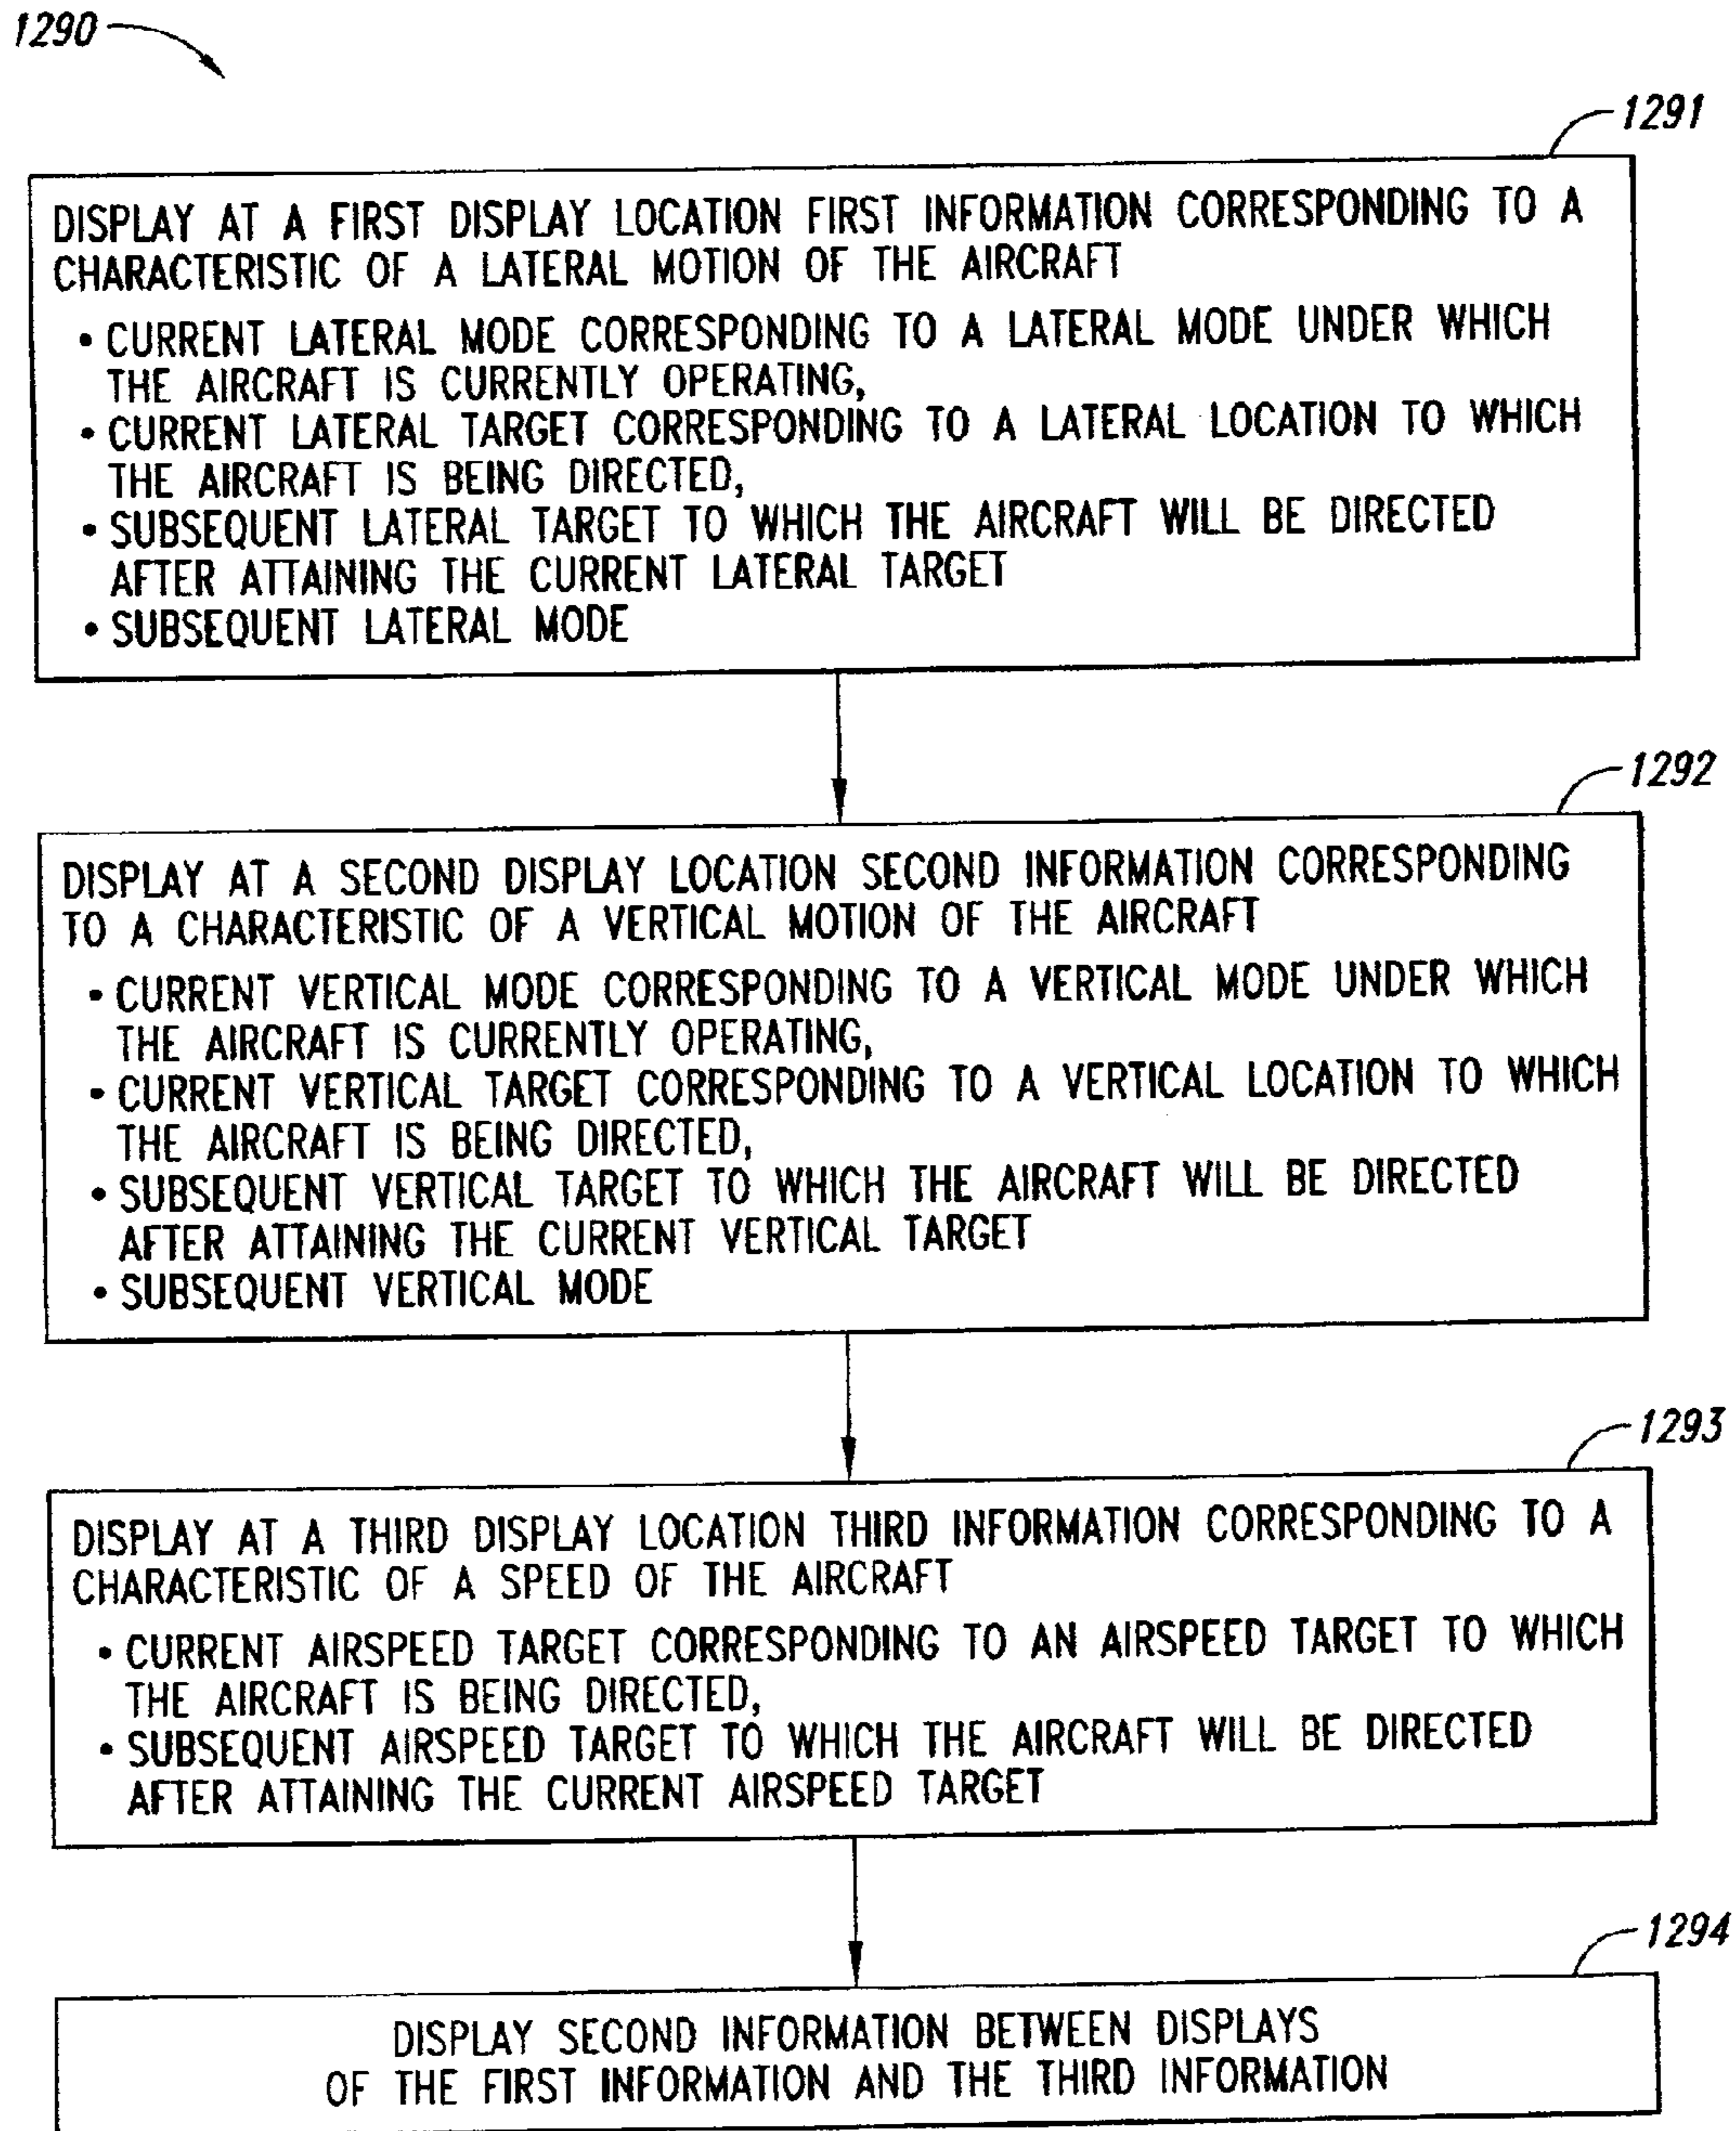 1290
1291
DISPLAY AT A FIRST DISPLAY LOCATION FIRST INFORMATION CORRESPONDING TO A
CHARACTERISTIC OF A LATERAL MOTION OF THE AIRCRAFT
• CURRENT LATERAL MODE CORRESPONDING TO A LATERAL MODE UNDER WHICH
THE AIRCRAFT IS CURRENTLY OPERATING,
• CURRENT LATERAL TARGET CORRESPONDING TO A LATERAL LOCATION TO WHICH
THE AIRCRAFT IS BEING DIRECTED,
• SUBSEQUENT LATERAL TARGET TO WHICH THE AIRCRAFT WILL BE DIRECTED
AFTER ATTAINING THE CURRENT LATERAL TARGET
• SUBSEQUENT LATERAL MODE
1292
DISPLAY AT A SECOND DISPLAY LOCATION SECOND INFORMATION CORRESPONDING
TO A CHARACTERISTIC OF A VERTICAL MOTION OF THE AIRCRAFT
• CURRENT VERTICAL MODE CORRESPONDING TO A VERTICAL MODE UNDER WHICH
THE AIRCRAFT IS CURRENTLY OPERATING,
• CURRENT VERTICAL TARGET CORRESPONDING TO A VERTICAL LOCATION TO WHICH
THE AIRCRAFT IS BEING DIRECTED,
• SUBSEQUENT VERTICAL TARGET TO WHICH THE AIRCRAFT WILL BE DIRECTED
AFTER ATTAINING THE CURRENT VERTICAL TARGET
• SUBSEQUENT VERTICAL MODE
1293
DISPLAY AT A THIRD DISPLAY LOCATION THIRD INFORMATION CORRESPONDING TO A
CHARACTERISTIC OF A SPEED OF THE AIRCRAFT
• CURRENT AIRSPEED TARGET CORRESPONDING TO AN AIRSPEED TARGET TO WHICH
THE AIRCRAFT IS BEING DIRECTED,
• SUBSEQUENT AIRSPEED TARGET TO WHICH THE AIRCRAFT WILL BE DIRECTED
AFTER ATTAINING THE CURRENT AIRSPEED TARGET
1294
DISPLAY SECOND INFORMATION BETWEEN DISPLAYS
OF THE FIRST INFORMATION AND THE THIRD INFORMATION